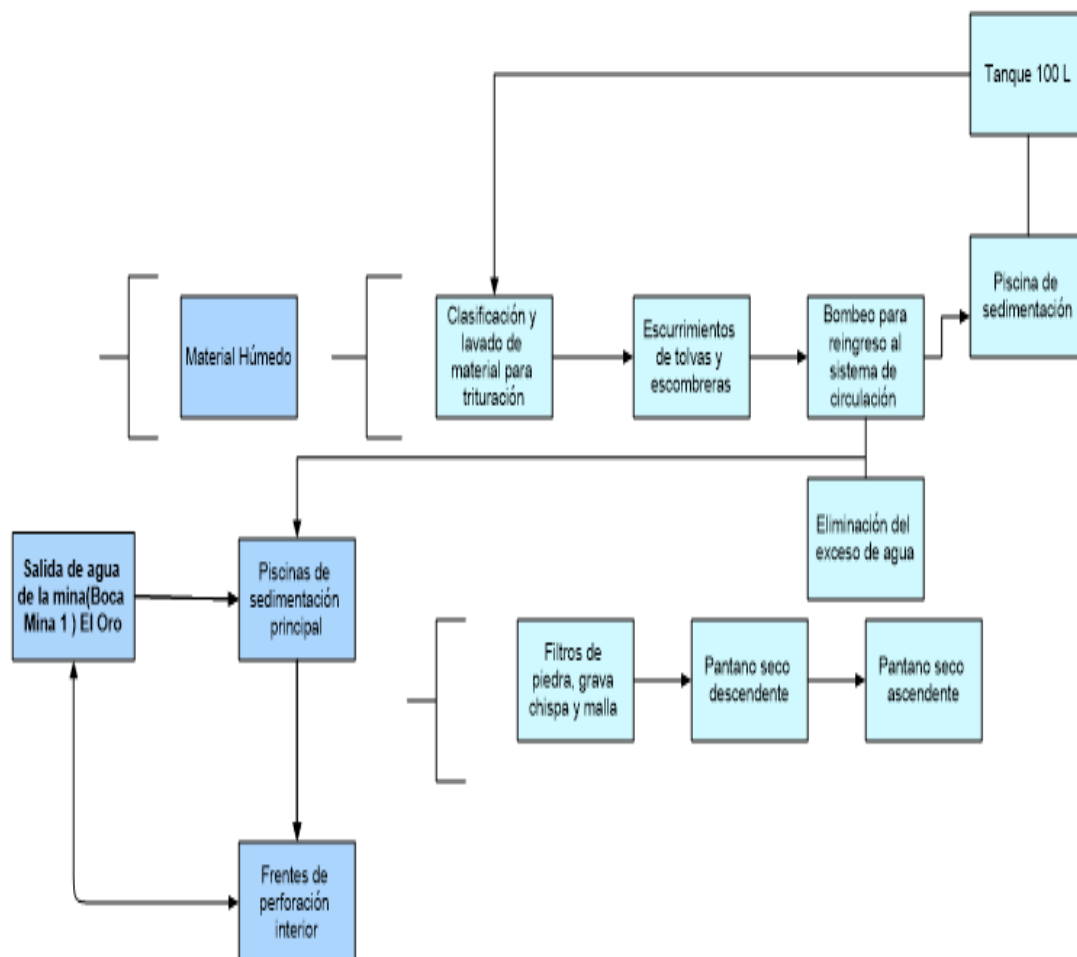 Tanque 100 L
Piscina de
sedimentación
Material Húmedo
Clasificación y
lavado de
material para
trituración
Escurrimientos
de tolvas y
escombreras
Bombeo para
reingreso al
sistema de
circulación
Eliminación del
exceso de agua
Salida de agua
de la mina(Boca
Mina 1 ) El Oro
Piscinas de
sedimentación
principal
Filtros de
piedra, grava
chispa y malla
Pantano seco
descendente
Pantano seco
ascendente
Frentes de
perforación
interior